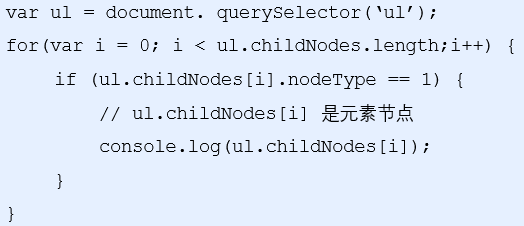 var ul = document. querySelector(‘ul’);
for(var i = 0; i < ul.childNodes.length;i++) {
    if (ul.childNodes[i].nodeType == 1) {
        // ul.childNodes[i] 是元素节点
        console.log(ul.childNodes[i]);
    }
}